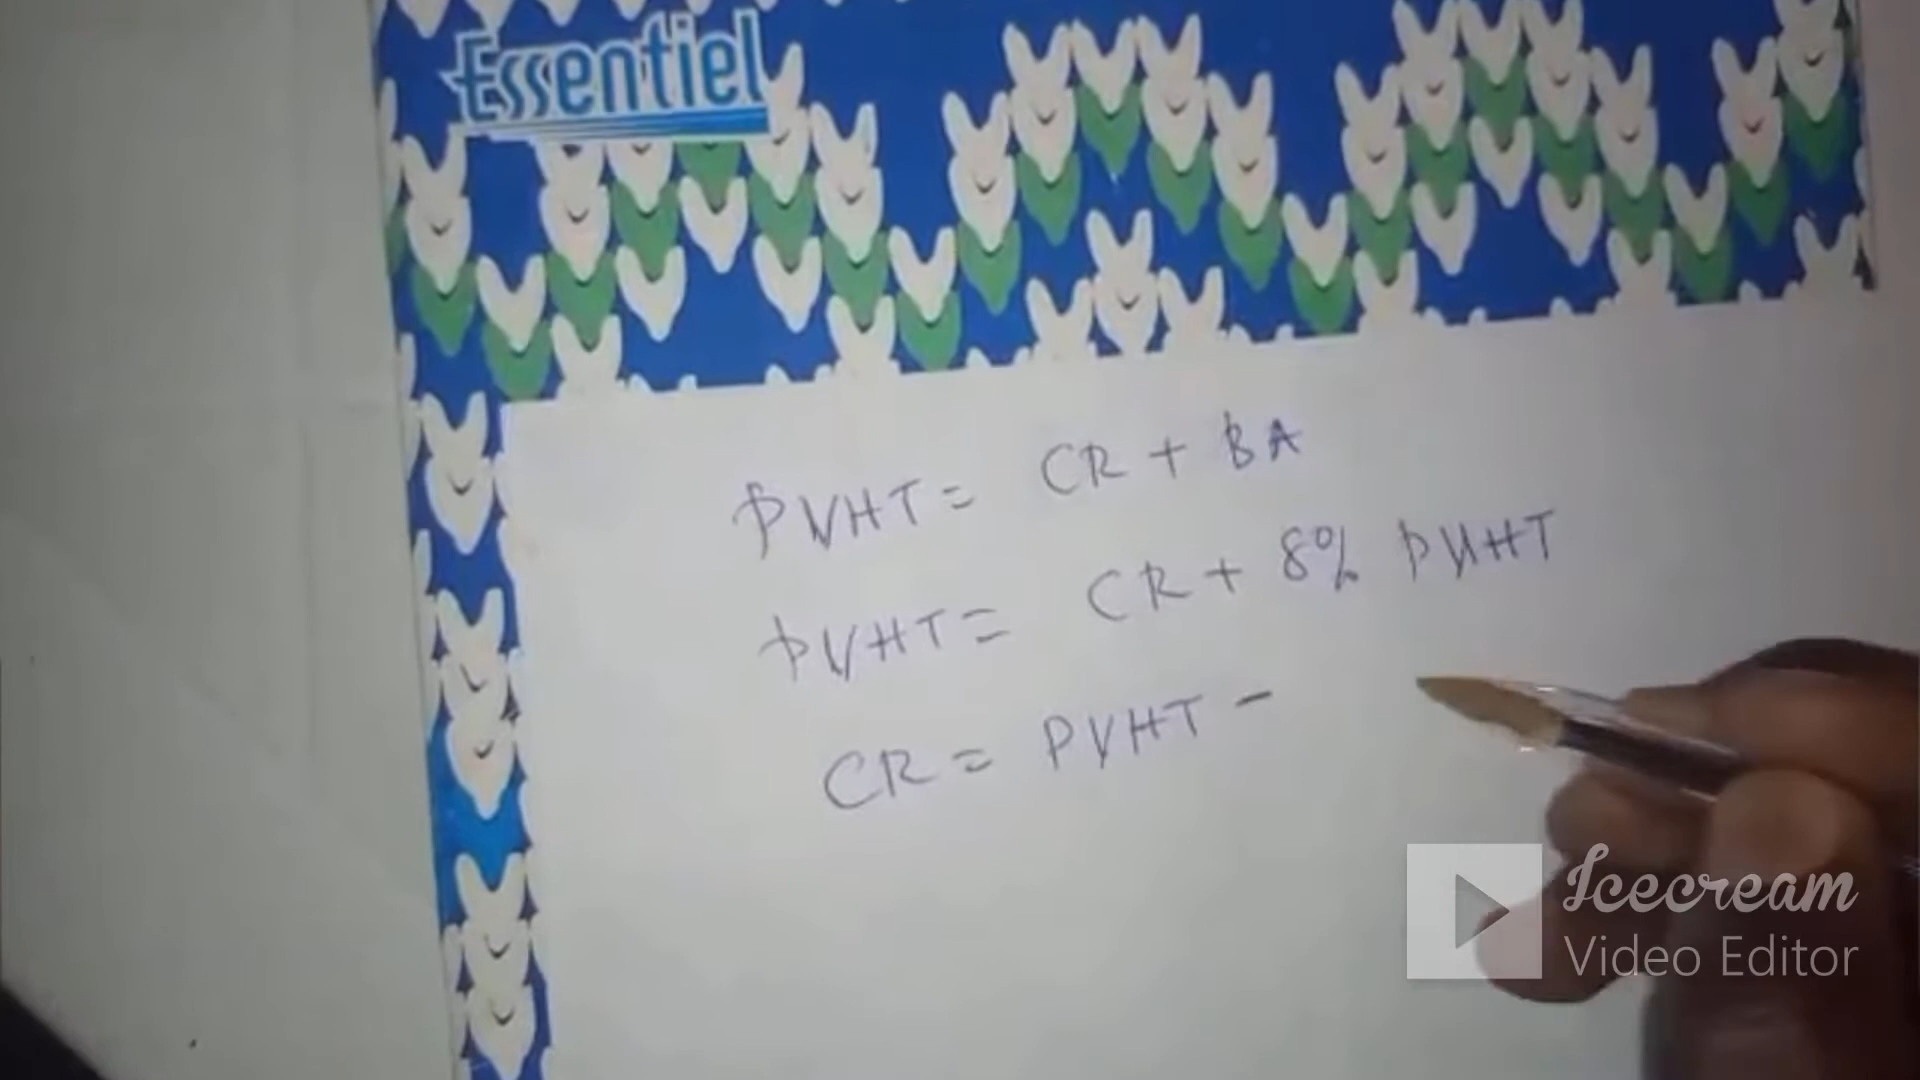 Essentiel
PVHT = CR + BA
PVHT = CR + 8% PVHT
CR = PVHT -
Icecream
Video Editor